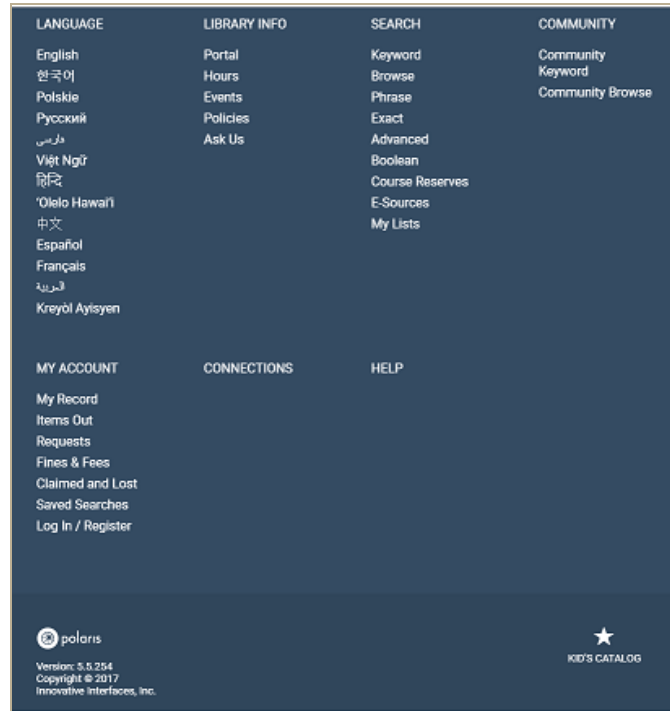 LANGUAGE
English
한국어
Polskie
Русский
فارسی
Việt Ngữ
हिन्दि
'Ōlelo Hawai'i
中文
Español
Français
العربية
Kreyòl Ayisyen
LIBRARY INFO
Portal
Hours
Events
Policies
Ask Us
SEARCH
Keyword
Browse
Phrase
Exact
Advanced
Boolean
Course Reserves
E-Sources
My Lists
COMMUNITY
Community
Keyword
Community Browse
MY ACCOUNT
My Record
Items Out
Requests
Fines & Fees
Claimed and Lost
Saved Searches
Log In / Register
CONNECTIONS
HELP
polaris
Version: 5.5.254
Copyright © 2017
Innovative Interfaces, Inc.
KID'S CATALOG